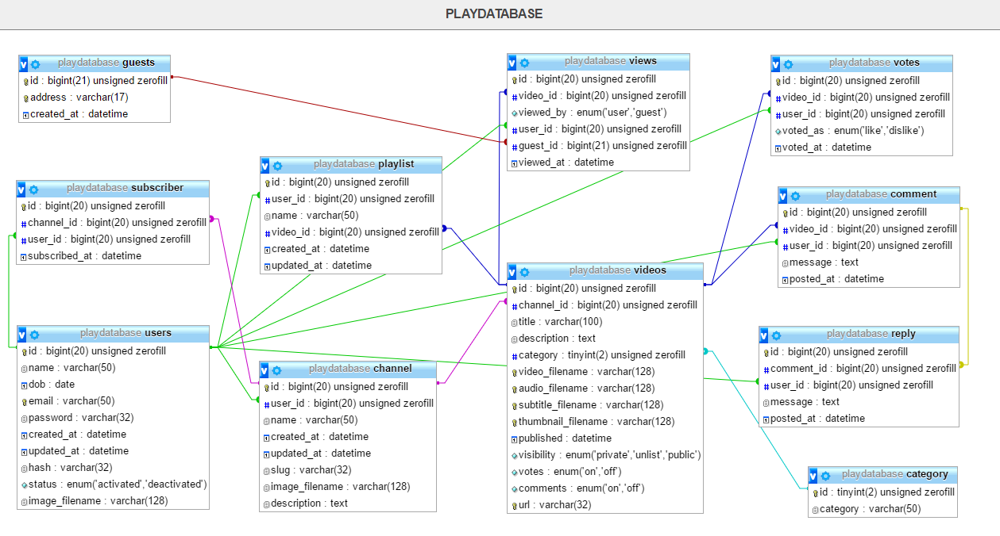 PLAYDATABASE
playdatabase guests
id : bigint(21) unsigned zerofill
address : varchar(17)
created_at : datetime
playdatabase views
id : bigint(20) unsigned zerofill
video_id : bigint(20) unsigned zerofill
viewed_by : enum('user','guest')
user_id : bigint(20) unsigned zerofill
guest_id : bigint(21) unsigned zerofill
viewed_at : datetime
playdatabase votes
id : bigint(20) unsigned zerofill
video_id : bigint(20) unsigned zerofill
user_id : bigint(20) unsigned zerofill
voted_as : enum('like','dislike')
voted_at : datetime
playdatabase subscriber
id : bigint(20) unsigned zerofill
channel_id : bigint(20) unsigned zerofill
user_id : bigint(20) unsigned zerofill
subscribed_at : datetime
playdatabase playlist
id : bigint(20) unsigned zerofill
user_id : bigint(20) unsigned zerofill
name : varchar(50)
video_id : bigint(20) unsigned zerofill
created_at : datetime
updated_at : datetime
playdatabase comment
id : bigint(20) unsigned zerofill
video_id : bigint(20) unsigned zerofill
user_id : bigint(20) unsigned zerofill
message : text
posted_at : datetime
playdatabase users
id : bigint(20) unsigned zerofill
name : varchar(50)
dob : date
email : varchar(50)
password : varchar(32)
created_at : datetime
updated_at : datetime
hash : varchar(32)
status : enum('activated','deactivated')
image_filename : varchar(128)
playdatabase channel
id : bigint(20) unsigned zerofill
user_id : bigint(20) unsigned zerofill
name : varchar(50)
created_at : datetime
updated_at : datetime
slug : varchar(32)
image_filename : varchar(128)
description : text
playdatabase videos
id : bigint(20) unsigned zerofill
channel_id : bigint(20) unsigned zerofill
title : varchar(100)
description : text
category : tinyint(2) unsigned zerofill
video_filename : varchar(128)
audio_filename : varchar(128)
subtitle_filename : varchar(128)
thumbnail_filename : varchar(128)
published : datetime
visibility : enum('private','unlist','public')
votes : enum('on','off')
comments : enum('on','off')
url : varchar(32)
playdatabase reply
id : bigint(20) unsigned zerofill
comment_id : bigint(20) unsigned zerofill
user_id : bigint(20) unsigned zerofill
message : text
posted_at : datetime
playdatabase category
id : tinyint(2) unsigned zerofill
category : varchar(50)